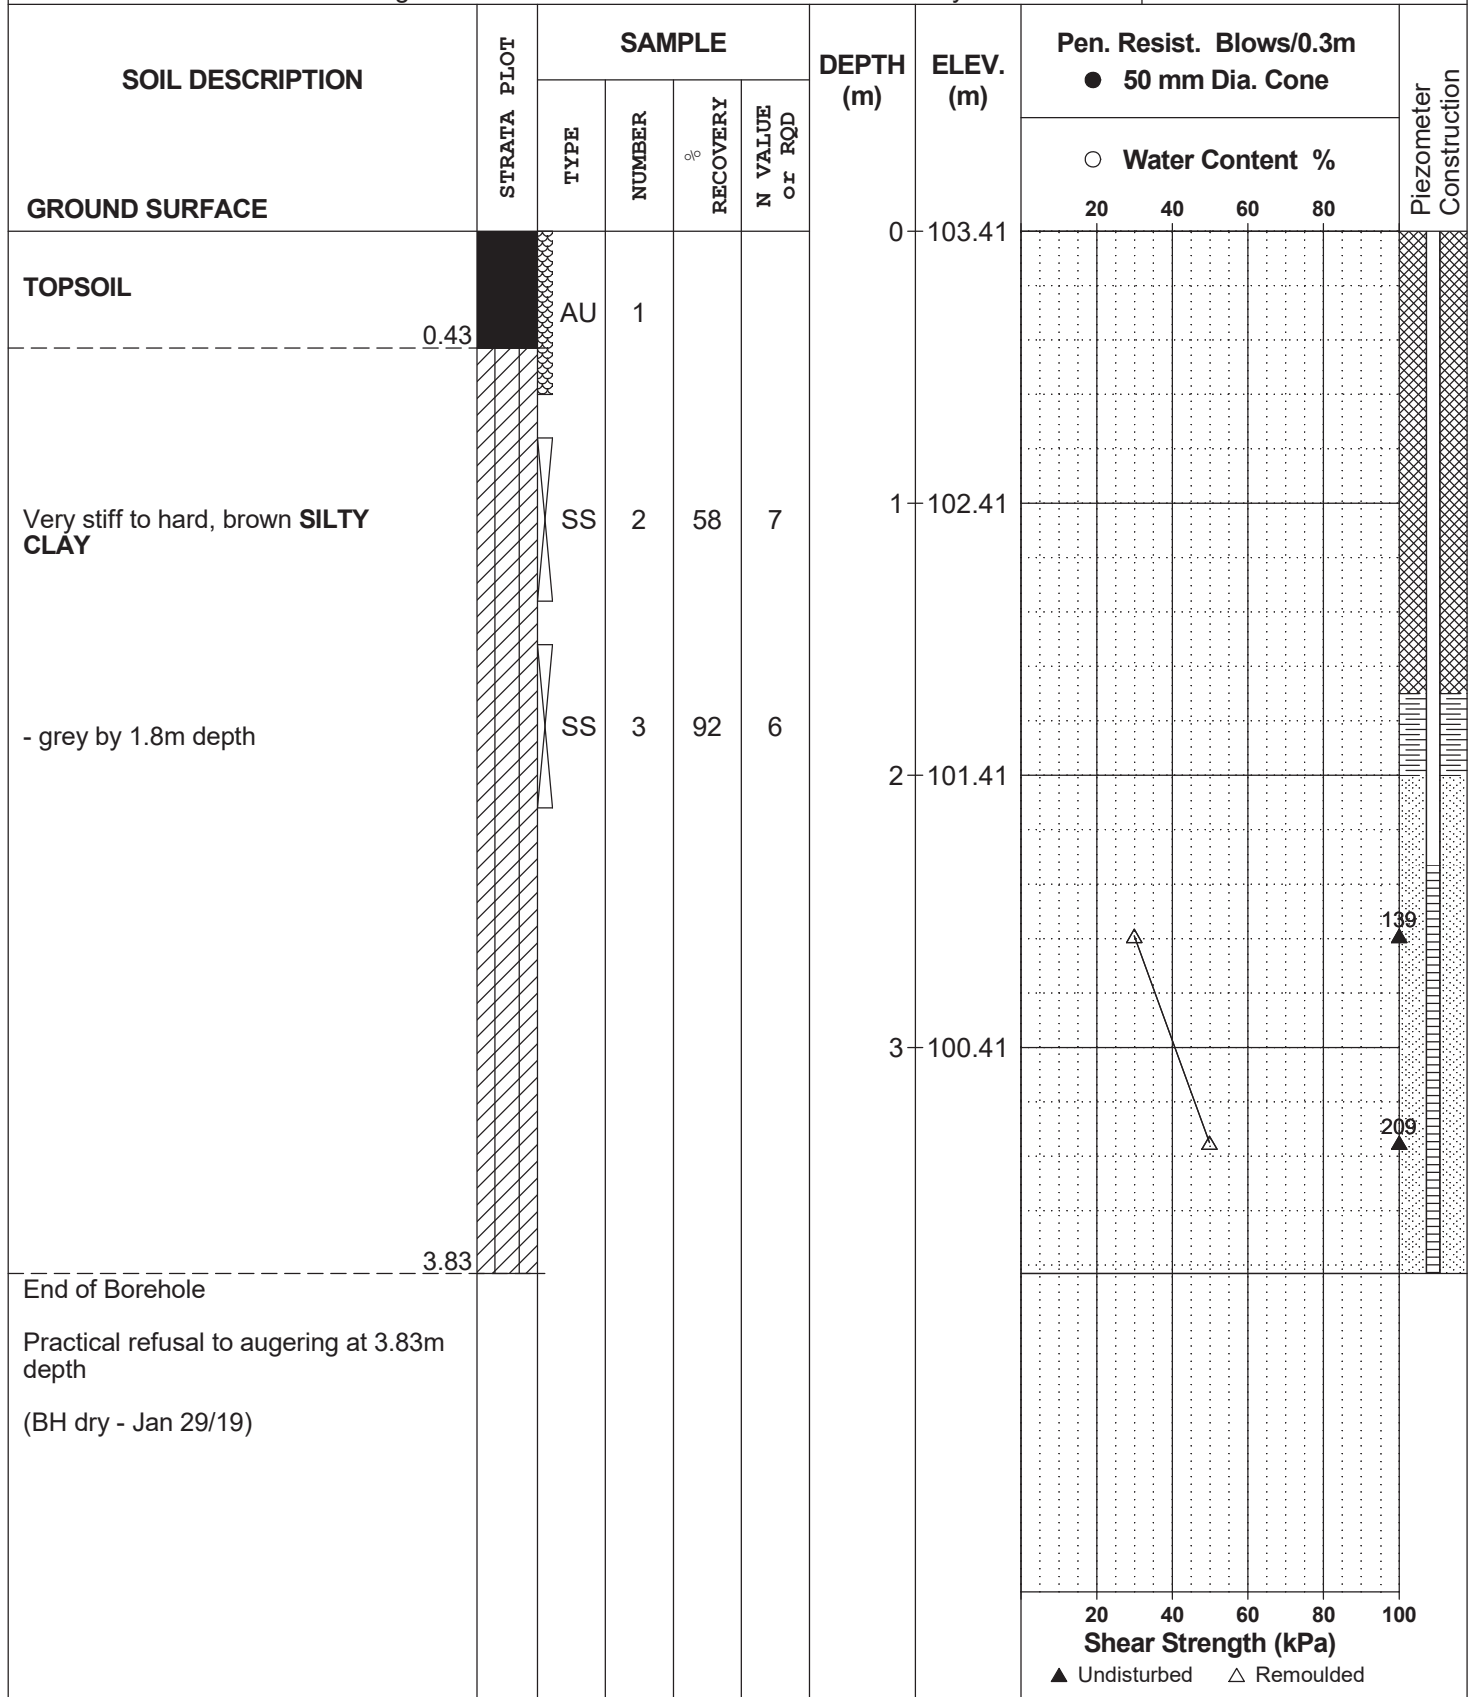 SOIL DESCRIPTION
GROUND SURFACE
STRATA PLOT
SAMPLE
TYPE
NUMBER
%
RECOVERY
N VALUE
or RQD
DEPTH
(m)
ELEV.
(m)
Pen. Resist. Blows/0.3m
● 50 mm Dia. Cone
○ Water Content %
20 40 60 80
Piezometer
Construction
0 103.41
TOPSOIL
0.43
AU 1
Very stiff to hard, brown SILTY
CLAY
SS 2 58 7
1 102.41
- grey by 1.8m depth
SS 3 92 6
2 101.41
139
3 100.41
209
3.83
End of Borehole
Practical refusal to augering at 3.83m
depth
(BH dry - Jan 29/19)
20 40 60 80 100
Shear Strength (kPa)
▲ Undisturbed △ Remoulded